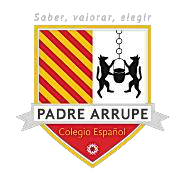 Saber, valorar, elegir
PADRE ARRUPE
Colegio Español